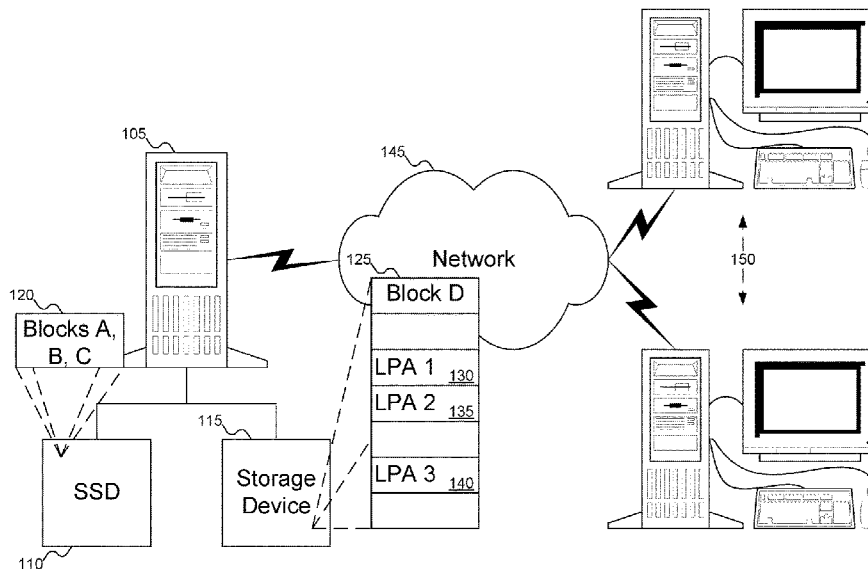 105
145
125
Network
150
Block D
120
Blocks A,
B, C
LPA 1 130
LPA 2 135
115
SSD
Storage
Device
LPA 3 140
110